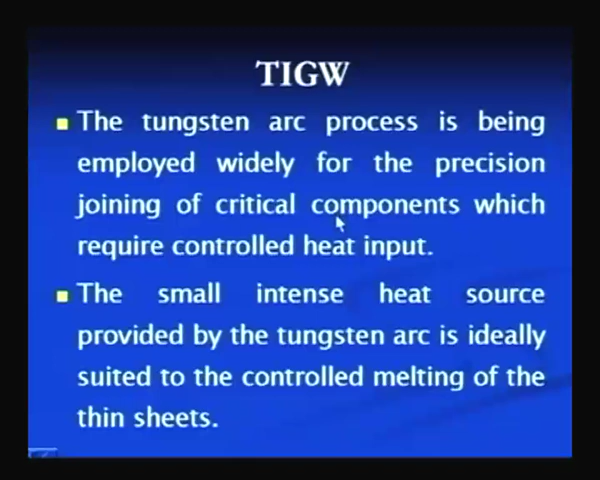 TIGW
The tungsten arc process is being
employed widely for the precision
joining of critical components which
require controlled heat input.
The small intense heat source
provided by the tungsten arc is ideally
suited to the controlled melting of the
thin sheets.